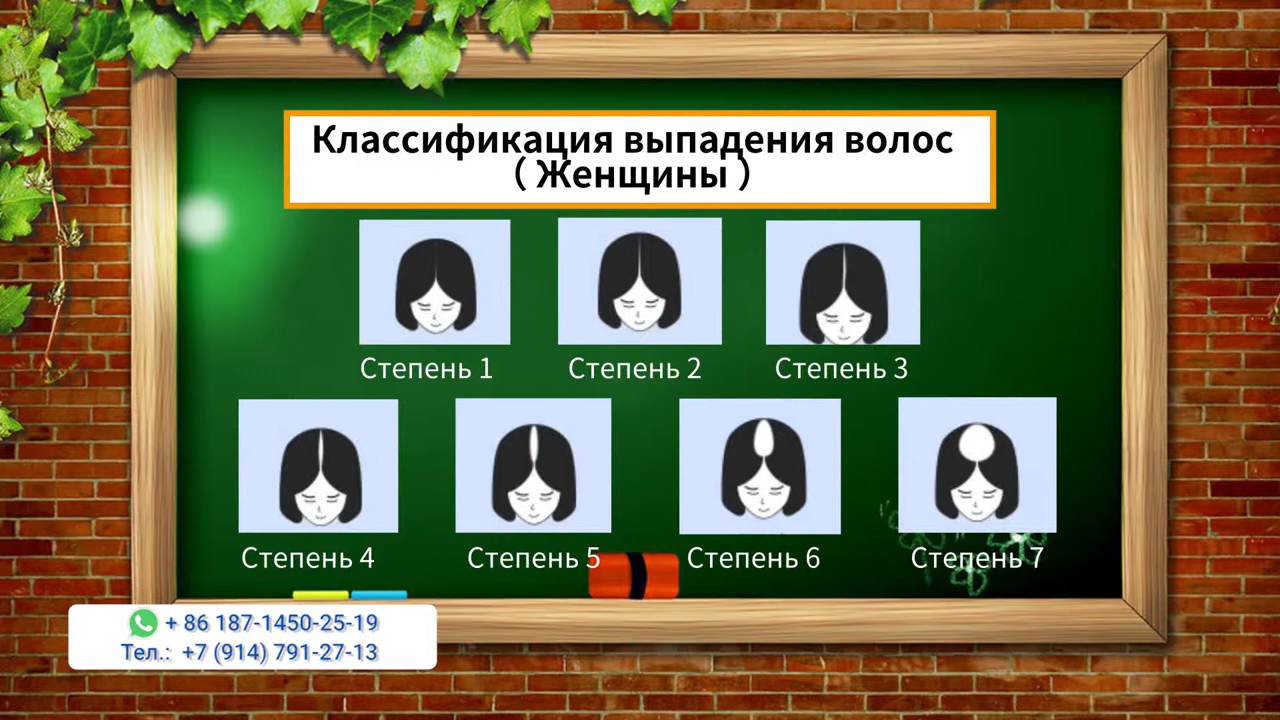 Классификация выпадения волос
( Женщины )
Степень 1
Степень 2
Степень 3
Степень 4
Степень 5
Степень 6
Степень 7
+ 86 187-1450-25-19
Тел.: +7 (914) 791-27-13